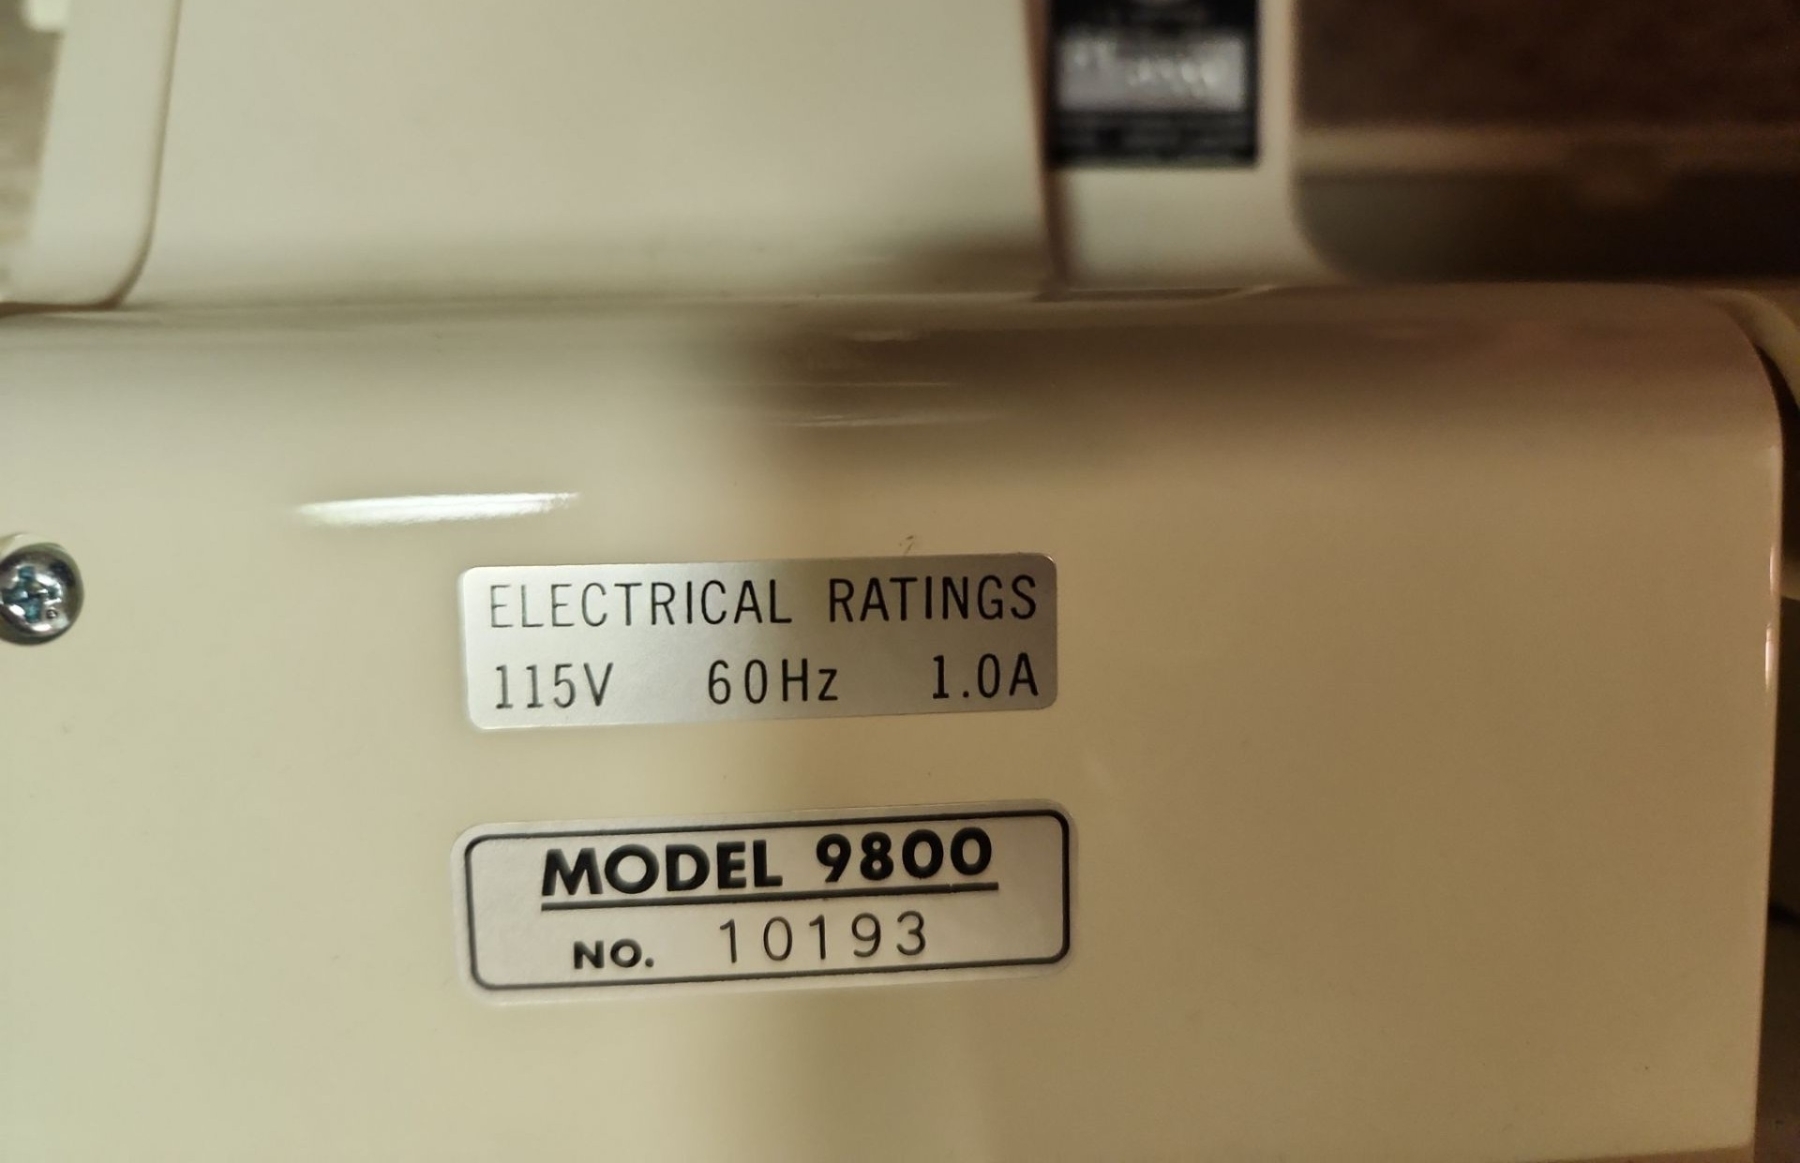 ELECTRICAL RATINGS
115V 60Hz 1.0A
MODEL 9800
NO. 10193